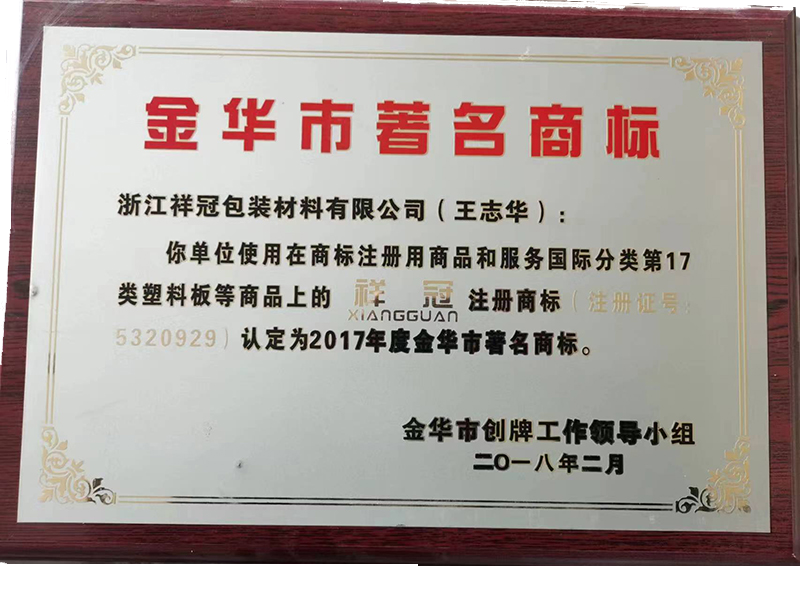 金华市著名商标
浙江祥冠包装材料有限公司（王志华）：
你单位使用在商标注册用商品和服务国际分类第17
类塑料板等商品上的 祥冠 XIANGGUAN 注册商标（注册证号：
5320929）认定为2017年度金华市著名商标。
金华市创牌工作领导小组
二〇一八年二月